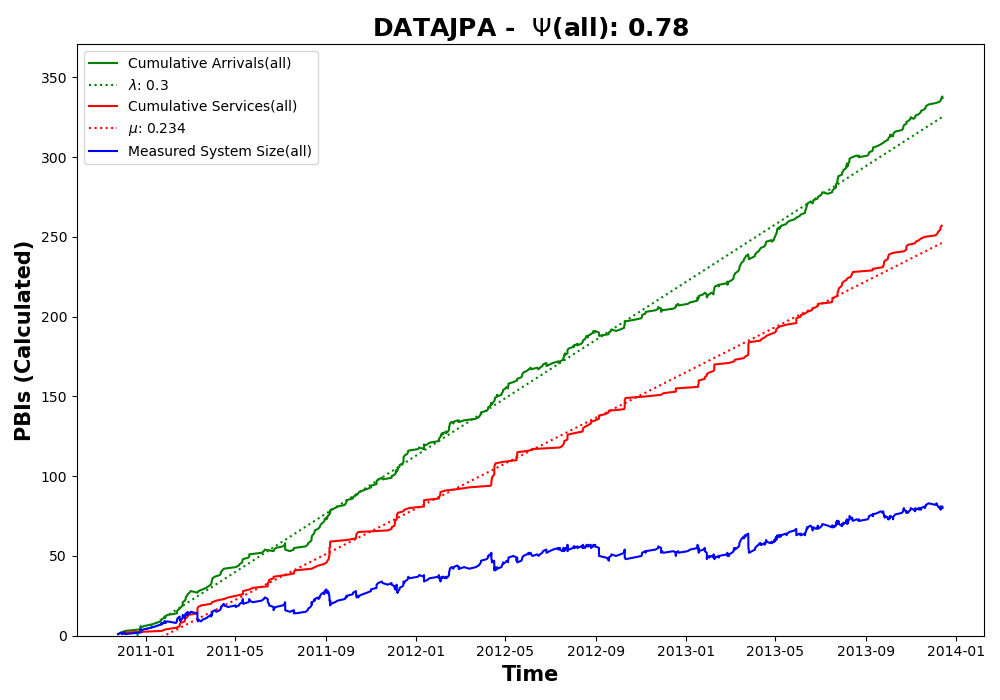 DATAJPA - Ψ(all): 0.78
Cumulative Arrivals(all)
λ: 0.3
Cumulative Services(all)
μ: 0.234
Measured System Size(all)
PBIs (Calculated)
350
300
250
200
150
100
50
0
2011-01 2011-05 2011-09 2012-01 2012-05 2012-09 2013-01 2013-05 2013-09 2014-01
Time